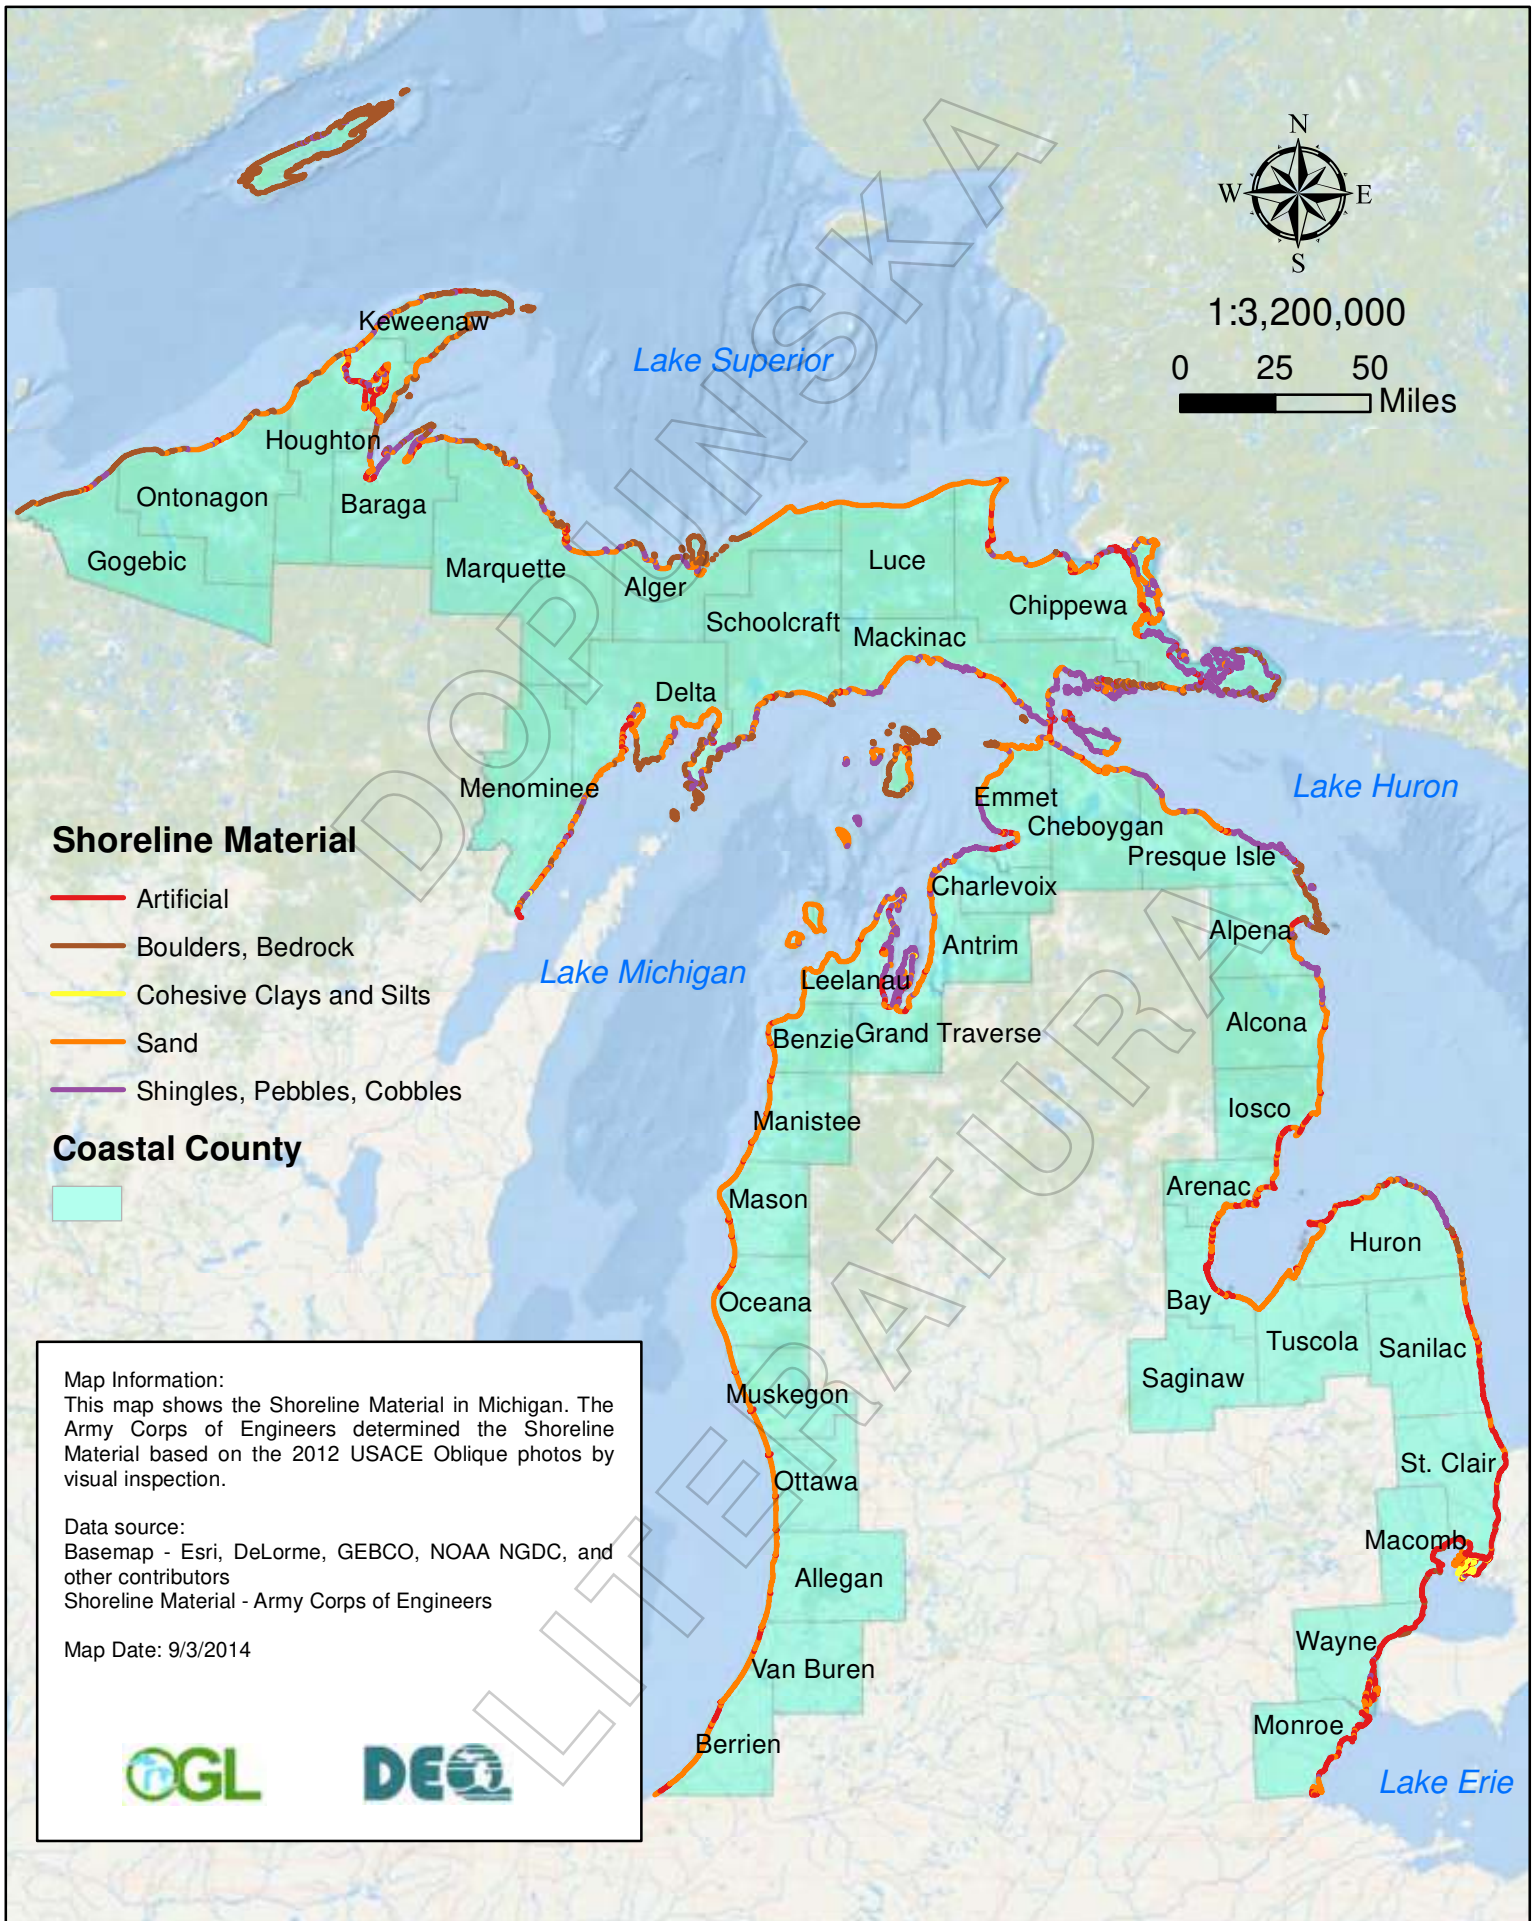 N
W E
S
1:3,200,000
0 25 50
Miles
Keweenaw
Lake Superior
Houghton
Ontonagon
Baraga
Gogebic
Marquette
Alger
Luce
Schoolcraft
Chippewa
Mackinac
Delta
Menominee
Lake Huron
Emmet
Cheboygan
Presque Isle
Charlevoix
Alpena
Antrim
Lake Michigan
Leelanau
Benzie
Grand Traverse
Alcona
Manistee
Iosco
Mason
Arenac
Huron
Oceana
Bay
Tuscola
Sanilac
Saginaw
Muskegon
St. Clair
Ottawa
Macomb
Allegan
Wayne
Van Buren
Monroe
Berrien
Lake Erie
Shoreline Material
Artificial
Boulders, Bedrock
Cohesive Clays and Silts
Sand
Shingles, Pebbles, Cobbles
Coastal County
Map Information:
This map shows the Shoreline Material in Michigan. The
Army Corps of Engineers determined the Shoreline
Material based on the 2012 USACE Oblique photos by
visual inspection.
Data source:
Basemap - Esri, DeLorme, GEBCO, NOAA NGDC, and
other contributors
Shoreline Material - Army Corps of Engineers
Map Date: 9/3/2014
OGL
DEQ
DOPUNSKA
LITERATURA